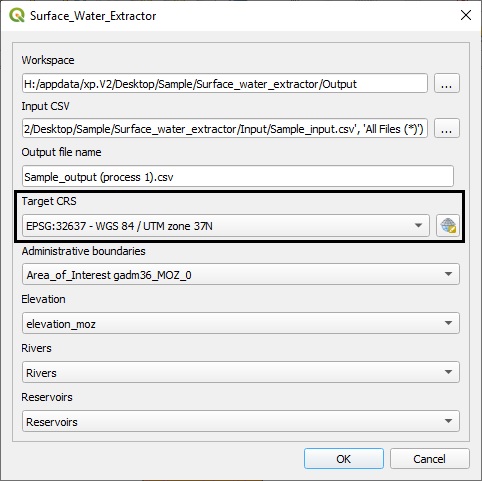 Surface_Water_Extractor
Workspace
H:/appdata/xp.V2/Desktop/Sample/Surface_water_extractor/Output
...
Input CSV
2/Desktop/Sample/Surface_water_extractor/Input/Sample_input.csv', 'All Files (*)')
...
Output file name
Sample_output (process 1).csv
Target CRS
EPSG:32637 - WGS 84 / UTM zone 37N
Administrative boundaries
Area_of_Interest gadm36_MOZ_0
Elevation
elevation_moz
Rivers
Rivers
Reservoirs
Reservoirs
OK
Cancel